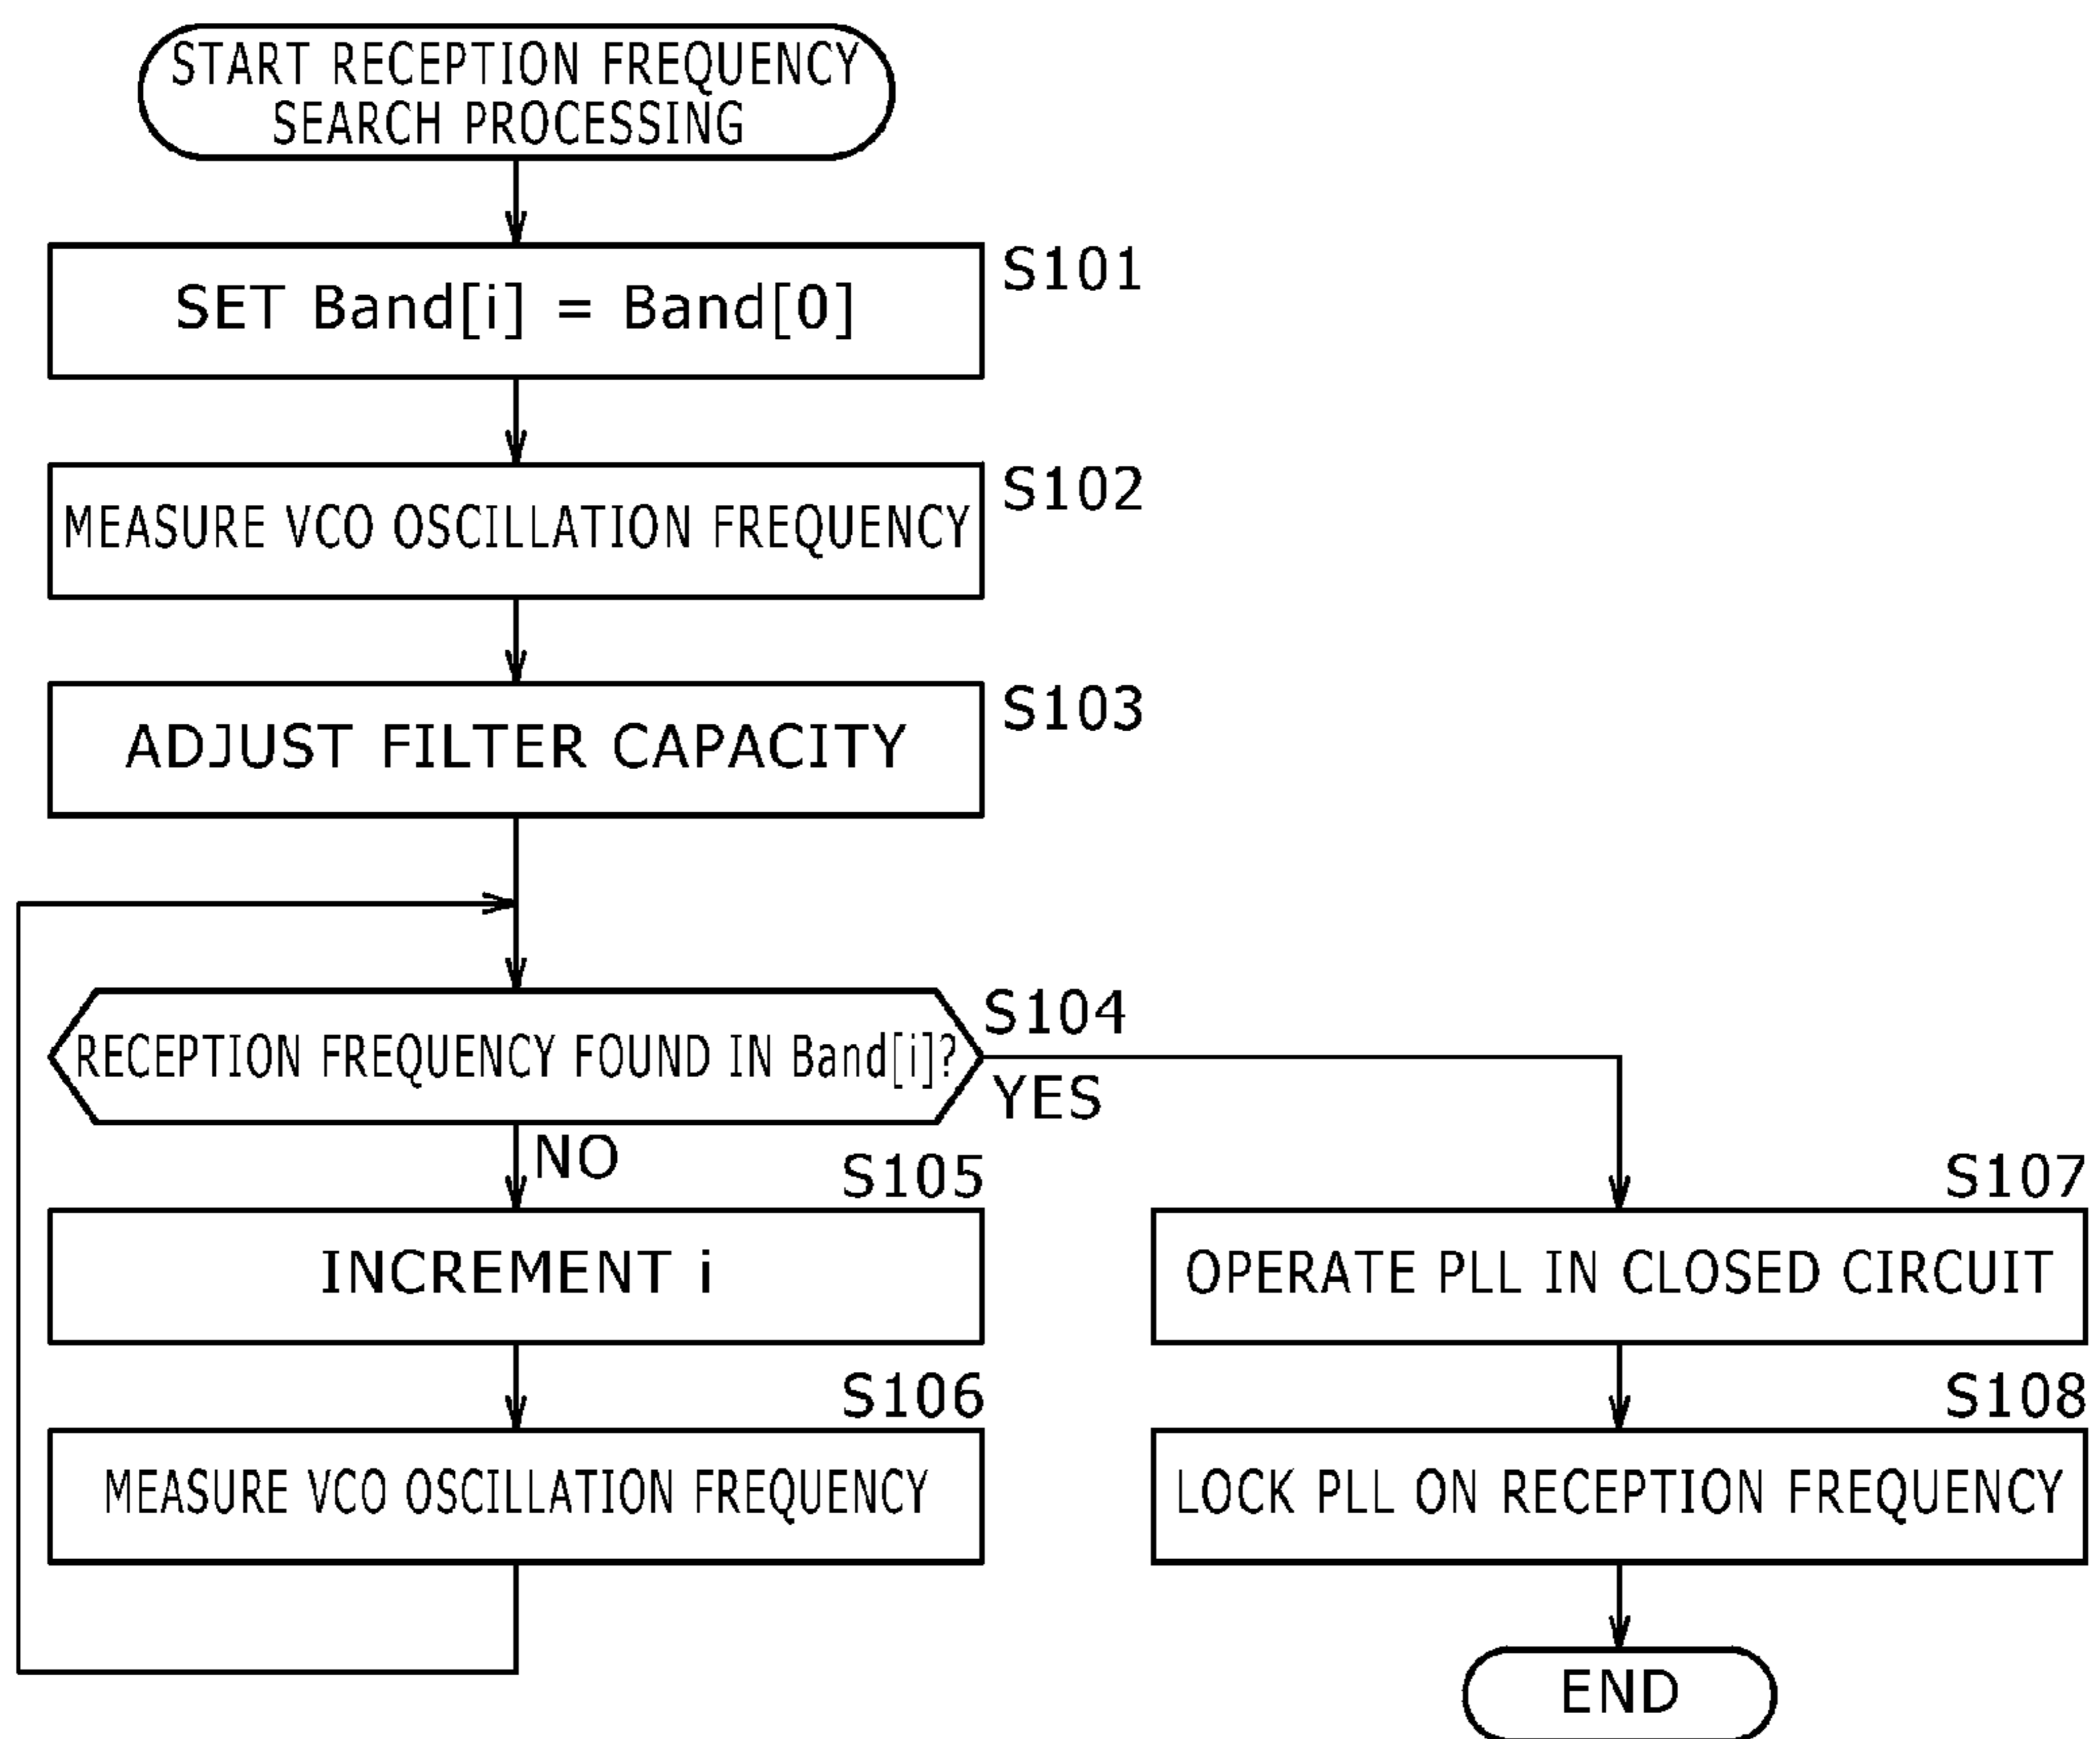 START RECEPTION FREQUENCY
SEARCH PROCESSING
SET Band[i] = Band[0]
S101
MEASURE VCO OSCILLATION FREQUENCY
S102
ADJUST FILTER CAPACITY
S103
RECEPTION FREQUENCY FOUND IN Band[i]?
S104
YES
NO
S105
INCREMENT i
S106
MEASURE VCO OSCILLATION FREQUENCY
S107
OPERATE PLL IN CLOSED CIRCUIT
S108
LOCK PLL ON RECEPTION FREQUENCY
END